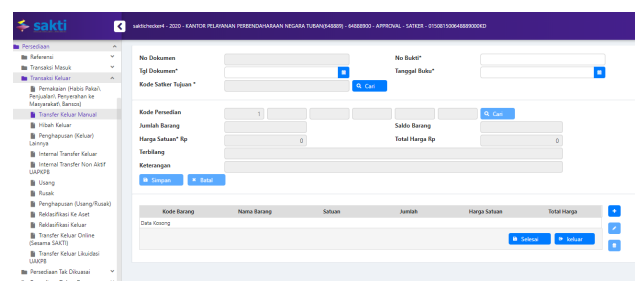 sakti
sakticheckon4 - 2020 - KANTOR PELAYANAN PERBENDAHARAAN NEGARA TUBAN(648889) - 64888900 - APPROVAL - SATKER - 015081500648889000KD
Persediaan
Referensi
Transaksi Masuk
Transaksi Keluar
Pemakaian (Habis Pakai\
Penjualan\ Penyerahan ke
Masyarakat\ Bansos)
Transfer Keluar Manual
Hibah Keluar
Penghapusan (Keluar)
Lainnya
Internal Transfer Keluar
Internal Transfer Non Aktif
UAPKPB
Usang
Rusak
Penghapusan (Usang/Rusak)
Reklasifikasi Ke Aset
Reklasifikasi Keluar
Transfer Keluar Online
(Sesama SAKTI)
Transfer Keluar Likuidasi
UAKPB
Persediaan Tak Dikuasai
No Dokumen
No Bukti*
Tgl Dokumen*
Tanggal Buku*
Kode Satker Tujuan *
Cari
Kode Persedian
1
Cari
Jumlah Barang
Saldo Barang
Harga Satuan* Rp
0
Total Harga Rp
0
Terbilang
Keterangan
Simpan
Batal
Kode Barang
Nama Barang
Satuan
Jumlah
Harga Satuan
Total Harga
Data Kosong
Selesai
keluar